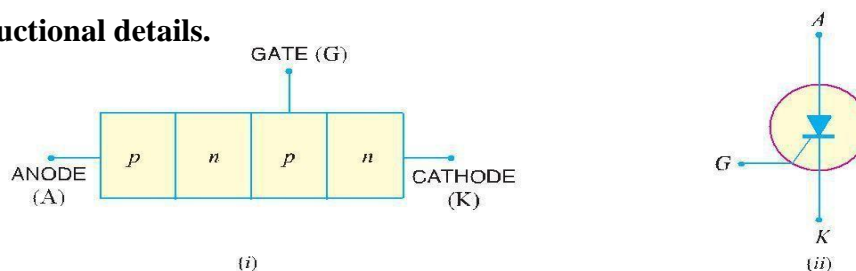 uctional details.
GATE (G)
p n p n
ANODE
(A)
CATHODE
(K)
(i)
A
G
K
(ii)